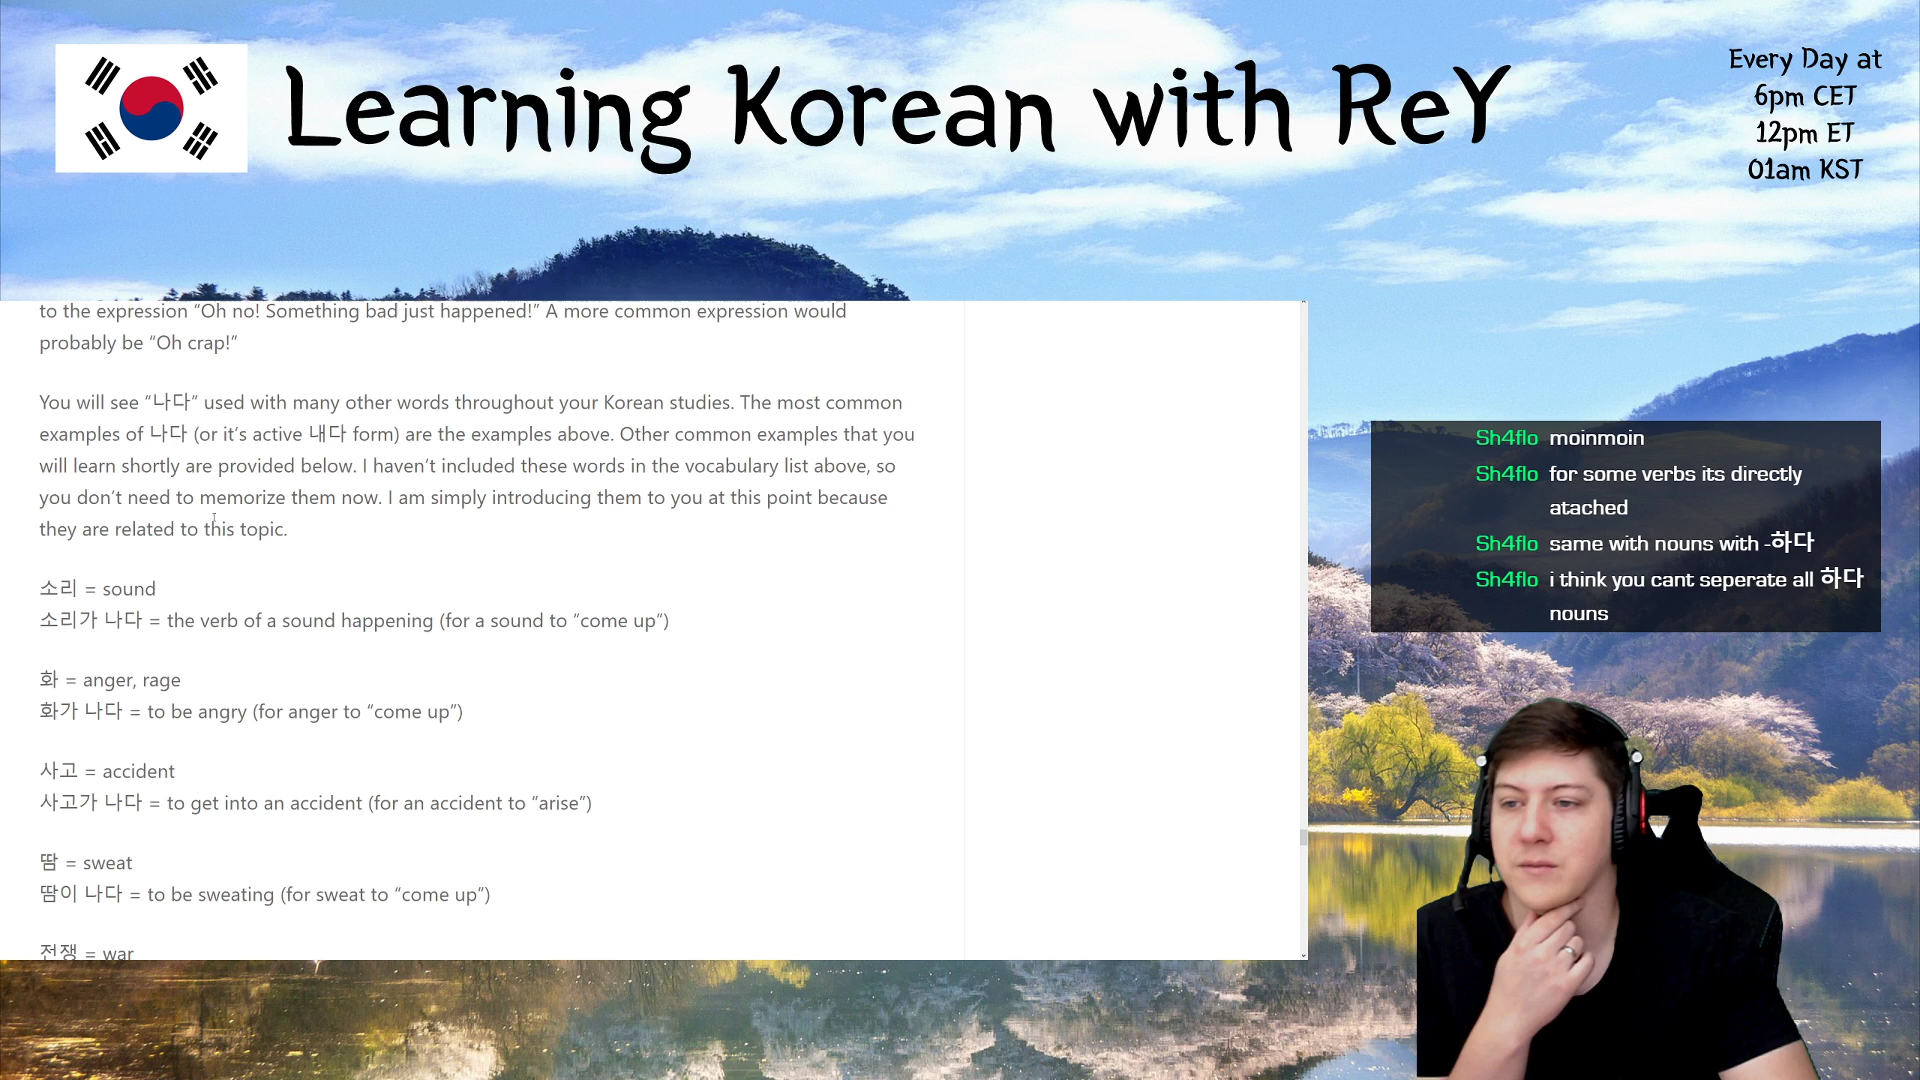 Learning Korean with ReY
Every Day at
6pm CET
12pm ET
01am KST
to the expression “Oh no! Something bad just happened!” A more common expression would
probably be “Oh crap!”
You will see “나다” used with many other words throughout your Korean studies. The most common
examples of 나다 (or it’s active 내다 form) are the examples above. Other common examples that you
will learn shortly are provided below. I haven’t included these words in the vocabulary list above, so
you don’t need to memorize them now. I am simply introducing them to you at this point because
they are related to this topic.
소리 = sound
소리가 나다 = the verb of a sound happening (for a sound to “come up”)
화 = anger, rage
화가 나다 = to be angry (for anger to “come up”)
사고 = accident
사고가 나다 = to get into an accident (for an accident to “arise”)
땀 = sweat
땀이 나다 = to be sweating (for sweat to “come up”)
전쟁 = war
Sh4flo moinmoin
Sh4flo for some verbs its directly
atached
Sh4flo same with nouns with -하다
Sh4flo i think you cant seperate all 하다
nouns